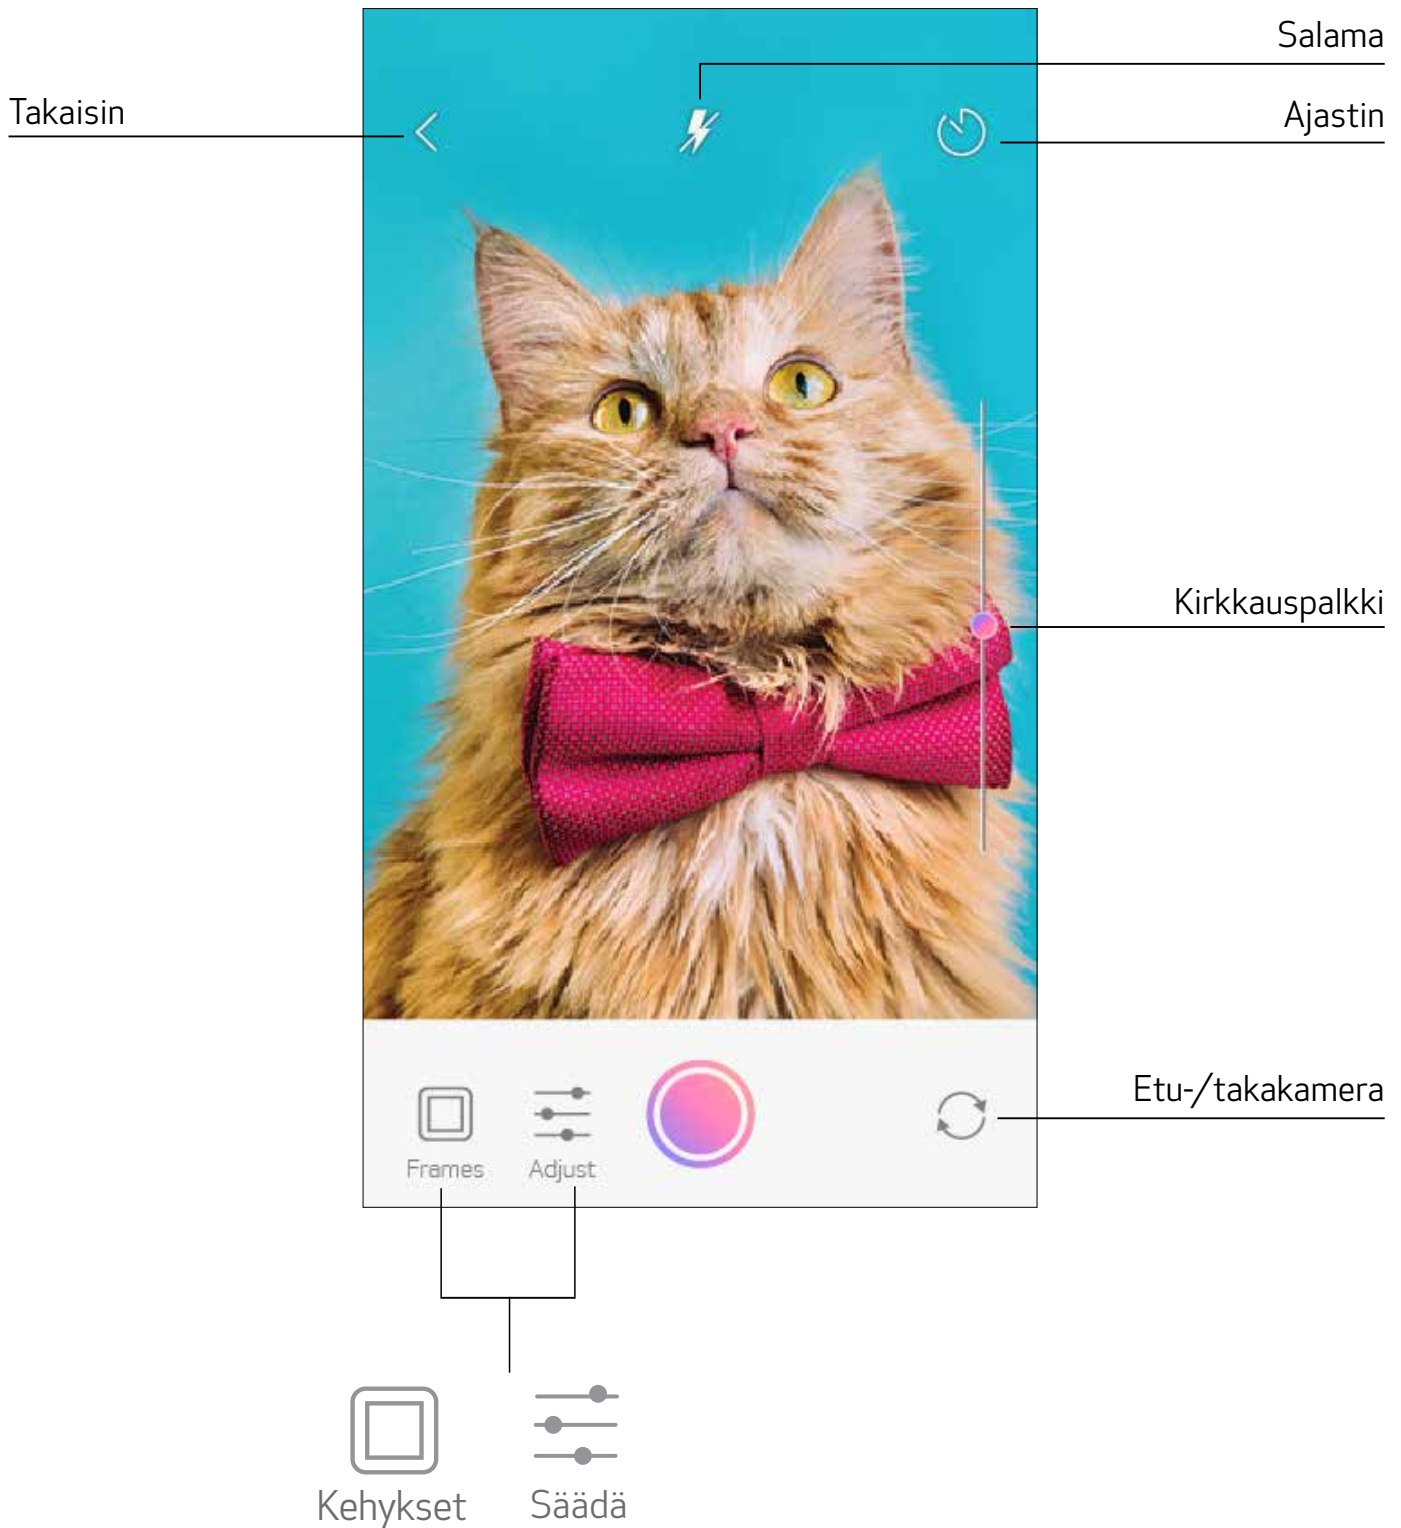 Salama
Takaisin
Ajastin
Kirkkauspalkki
Etu-/takakamera
Frames
Adjust
Kehykset
Säädä